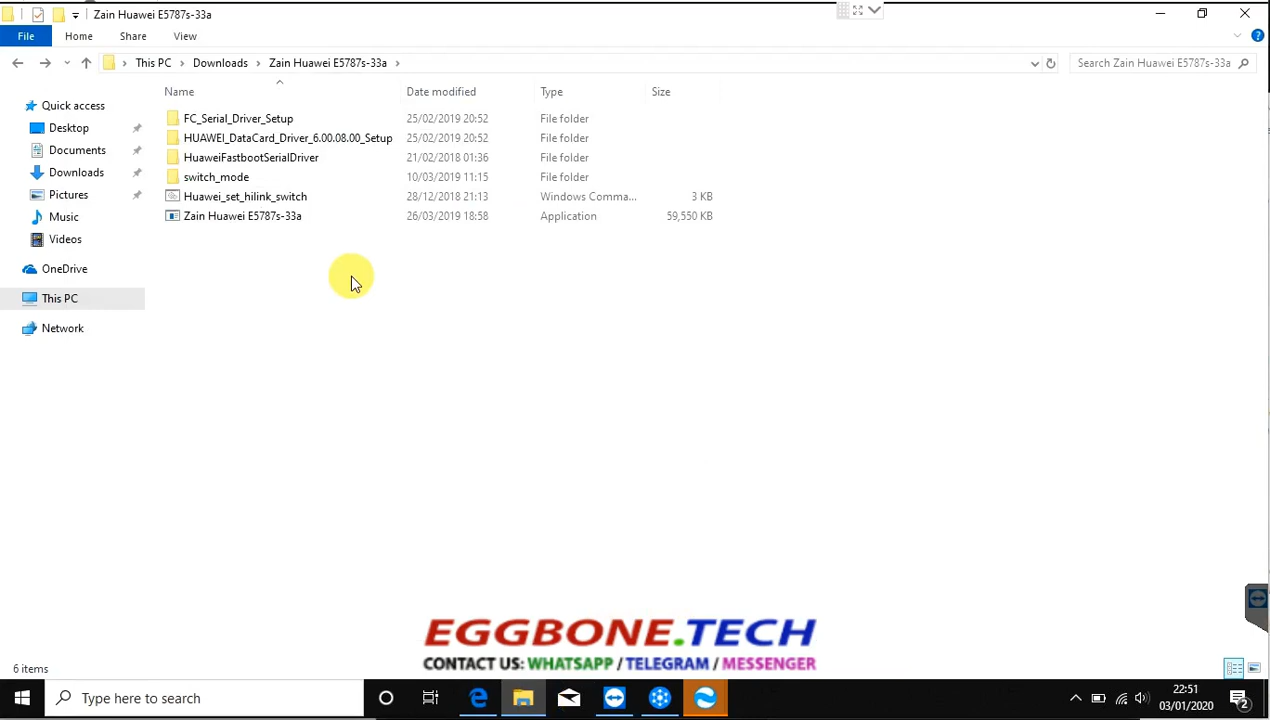 Zain Huawei E5787s-33a
File Home Share View
This PC Downloads Zain Huawei E5787s-33a Search Zain Huawei E5787s-33a
Name Date modified Type Size
Quick access
Desktop
Documents
Downloads
Pictures
Music
Videos
OneDrive
This PC
Network
FC_Serial_Driver_Setup 25/02/2019 20:52 File folder
HUAWEI_DataCard_Driver_6.00.08.00_Setup 25/02/2019 20:52 File folder
HuaweiFastbootSerialDriver 21/02/2018 01:36 File folder
switch_mode 10/03/2019 11:15 File folder
Huawei_set_hilink_switch 28/12/2018 21:13 Windows Comma... 3 KB
Zain Huawei E5787s-33a 26/03/2019 18:58 Application 59,550 KB
EGGBONE.TECH
CONTACT US: WHATSAPP / TELEGRAM / MESSENGER
6 items
Type here to search
22:51
03/01/2020
2